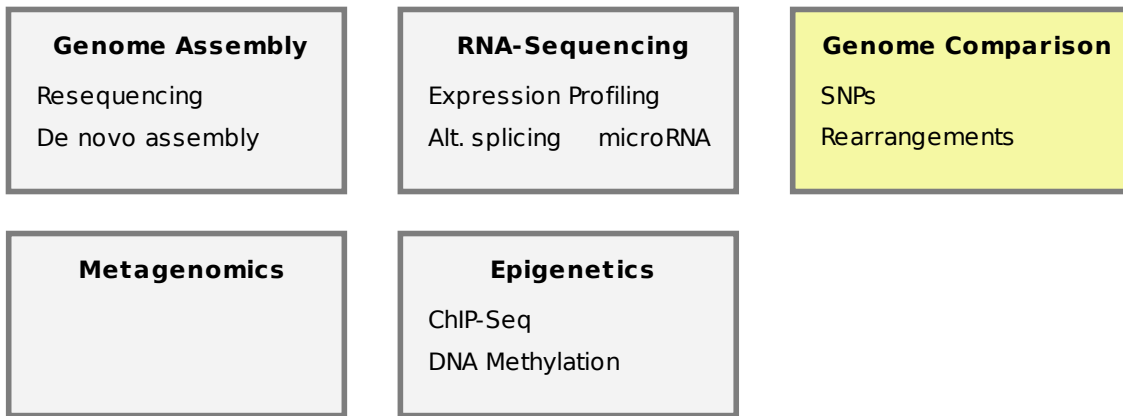 Genome Assembly
Resequencing
De novo assembly
RNA-Sequencing
Expression Profiling
Alt. splicing microRNA
Genome Comparison
SNPs
Rearrangements
Metagenomics
Epigenetics
ChIP-Seq
DNA Methylation